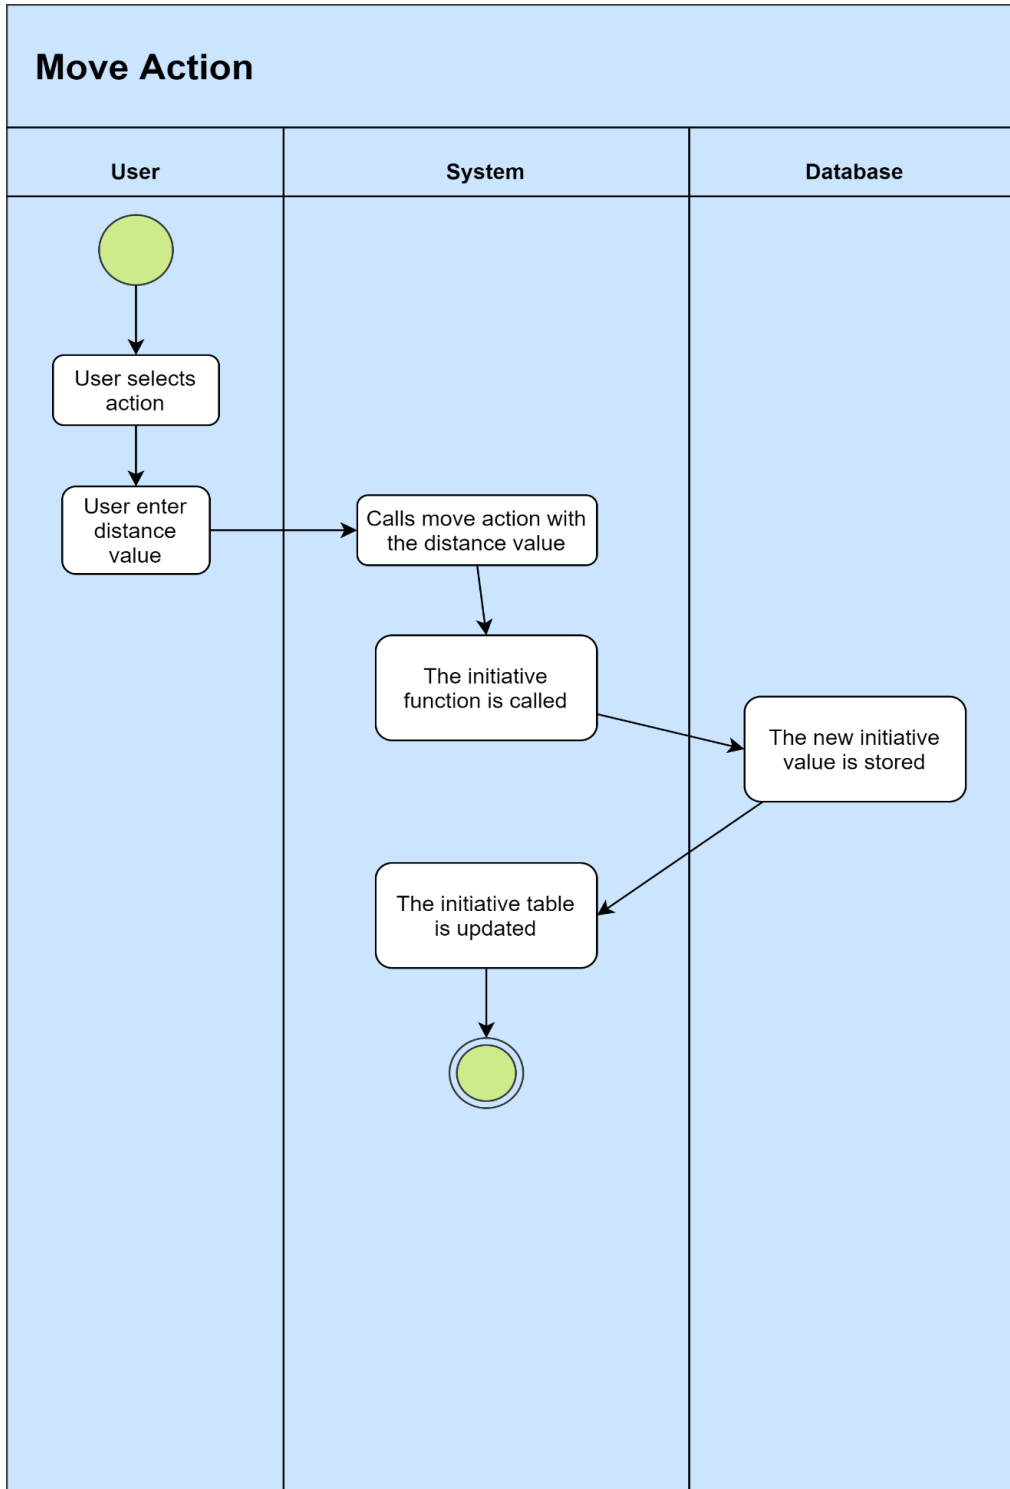 Move Action
User
System
Database
User selects
action
User enter
distance
value
Calls move action with
the distance value
The initiative
function is called
The new initiative
value is stored
The initiative table
is updated